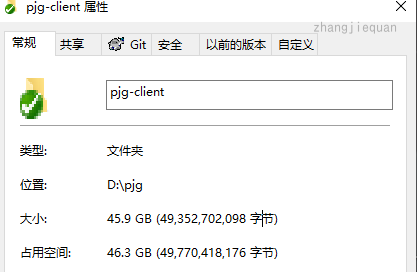 pjg-client 属性
zhangjiequan
常规 共享 Git 安全 以前的版本 自定义
pjg-client
类型: 文件夹
位置: D:\pjg
大小: 45.9 GB (49,352,702,098 字节)
占用空间: 46.3 GB (49,770,418,176 字节)